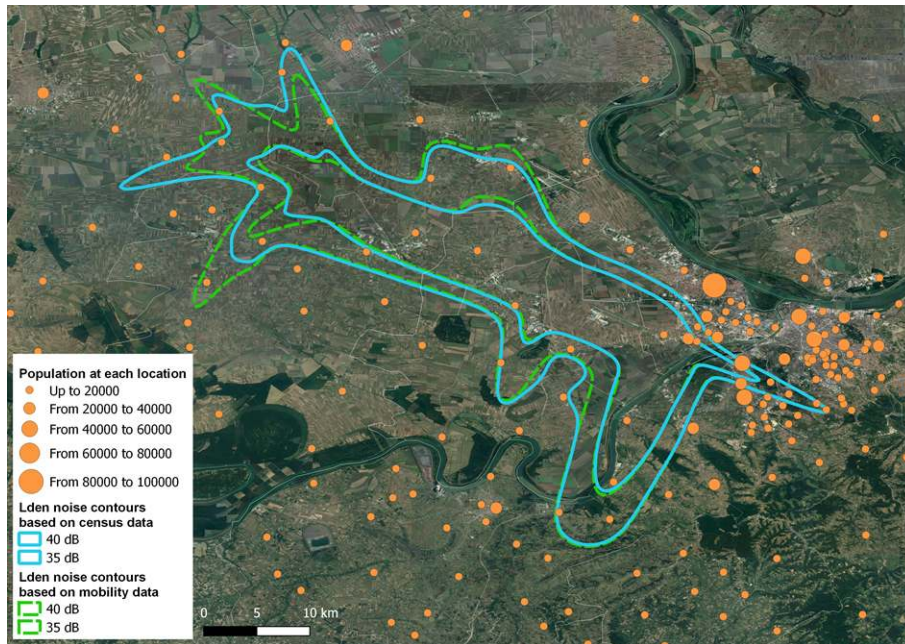 Population at each location
Up to 20000
From 20000 to 40000
From 40000 to 60000
From 60000 to 80000
From 80000 to 100000
Lden noise contours
based on census data
40 dB
35 dB
Lden noise contours
based on mobility data
40 dB
35 dB
0 5 10 km